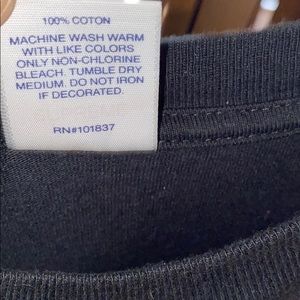 100% COTTON
MACHINE WASH WARM
WITH LIKE COLORS
ONLY NON-CHLORINE
BLEACH. TUMBLE DRY
MEDIUM. DO NOT IRON
IF DECORATED.
RN#101837